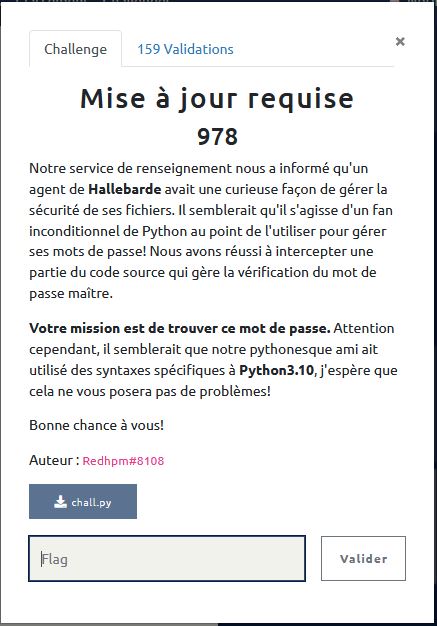 Challenge
159 Validations
×
Mise à jour requise
978
Notre service de renseignement nous a informé qu'un
agent de Hallebarde avait une curieuse façon de gérer la
sécurité de ses fichiers. Il semblerait qu'il s'agisse d'un fan
inconditionnel de Python au point de l'utiliser pour gérer
ses mots de passe! Nous avons réussi à intercepter une
partie du code source qui gère la vérification du mot de
passe maître.
Votre mission est de trouver ce mot de passe. Attention
cependant, il semblerait que notre pythonesque ami ait
utilisé des syntaxes spécifiques à Python3.10, j'espère que
cela ne vous posera pas de problèmes!
Bonne chance à vous!
Auteur : Redhpm#8108
chall.py
Flag
Valider